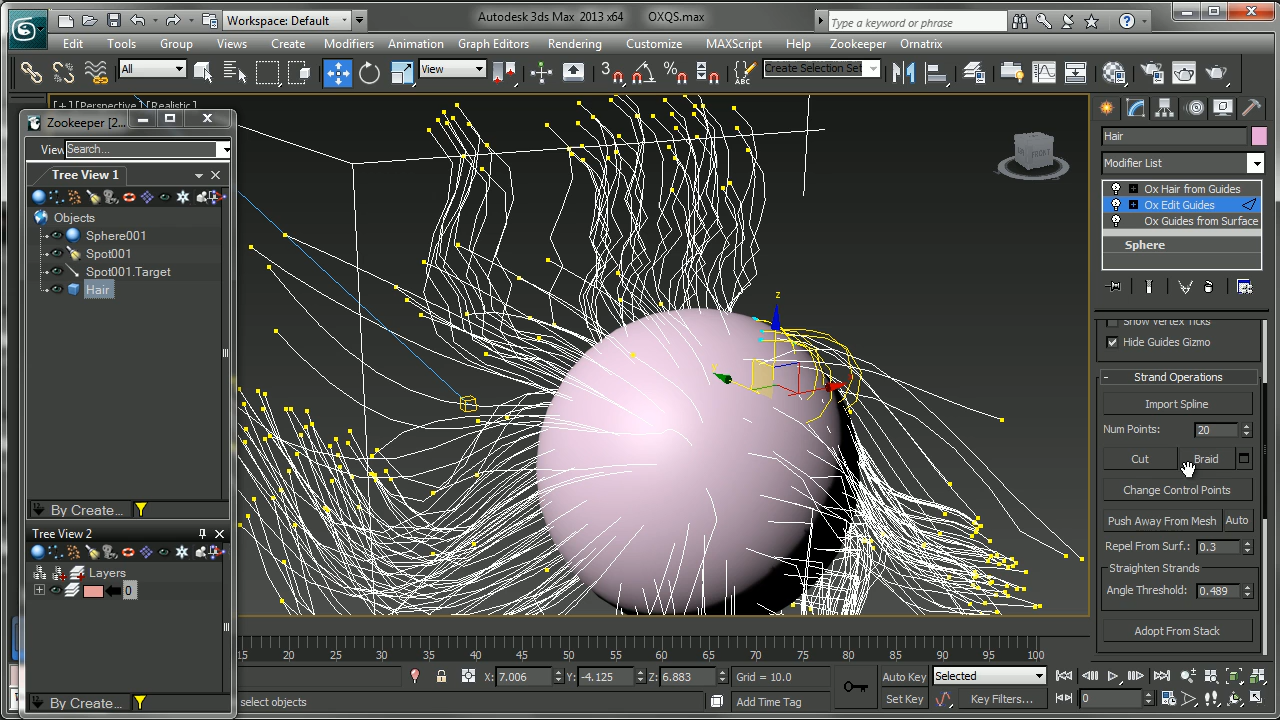 Workspace: Default
Autodesk 3ds Max 2013 x64 OXQS.max
Type a keyword or phrase
Edit Tools Group Views Create Modifiers Animation Graph Editors Rendering Customize MAXScript Help Zookeeper Ornatrix
All
View
Create Selection Set
[ + ] [Perspective] [Realistic]
Zookeeper [2...
View
Search...
Tree View 1
Objects
Sphere001
Spot001
Spot001.Target
Hair
By Create...
Tree View 2
Layers
0
By Create...
z
FRONT
Hair
Modifier List
Ox Hair from Guides
Ox Edit Guides
Ox Guides from Surface
Sphere
Show Vertex Ticks
Hide Guides Gizmo
- Strand Operations
Import Spline
Num Points: 20
Cut Braid
Change Control Points
Push Away From Mesh Auto
Repel From Surf.: 0.3
Straighten Strands
Angle Threshold: 0.489
Adopt From Stack
15 20 25 30 35 40 45 50 55 60 65 70 75 80 85 90 95 100
X: 7.006 Y: -4.125 Z: 6.883 Grid = 10.0
Auto Key Selected
select objects
Add Time Tag
Set Key Key Filters... 0